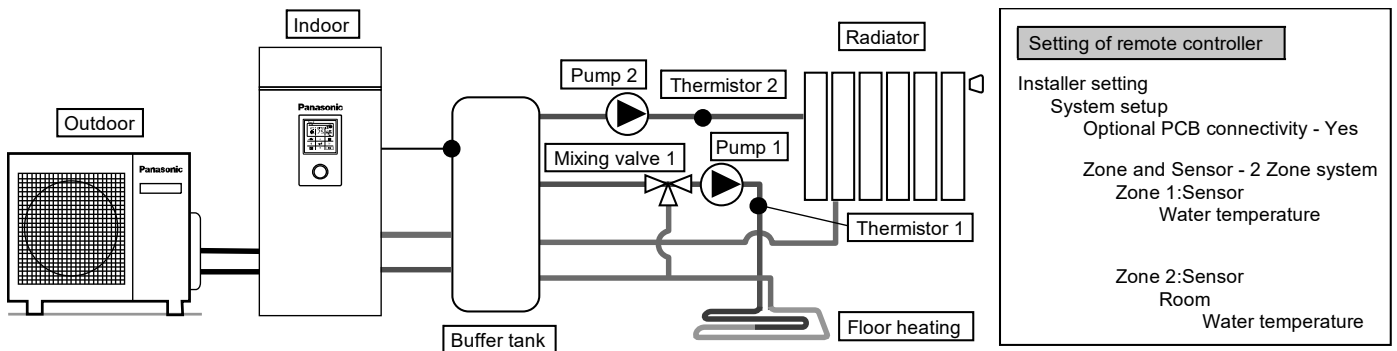 Indoor
Radiator
Setting of remote controller
Pump 2
Thermistor 2
Installer setting
System setup
Outdoor
Panasonic
Optional PCB connectivity - Yes
Mixing valve 1
Pump 1
Panasonic
Zone and Sensor - 2 Zone system
Zone 1:Sensor
Water temperature
Thermistor 1
Zone 2:Sensor
Room
Water temperature
Buffer tank
Floor heating